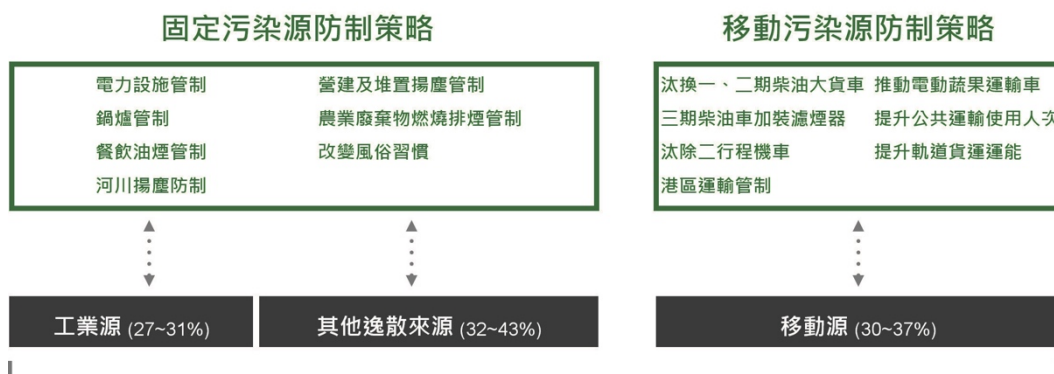 固定污染源防制策略
電力設施管制
鍋爐管制
餐飲油煙管制
河川揚塵防制
營建及堆置揚塵管制
農業廢棄物燃燒排煙管制
改變風俗習慣
工業源 (27~31%)
其他逸散來源 (32~43%)
移動污染源防制策略
汰換一、二期柴油大貨車
三期柴油車加裝濾煙器
汰除二行程機車
港區運輸管制
推動電動蔬果運輸車
提升公共運輸使用人次
提升軌道貨運運能
移動源 (30~37%)